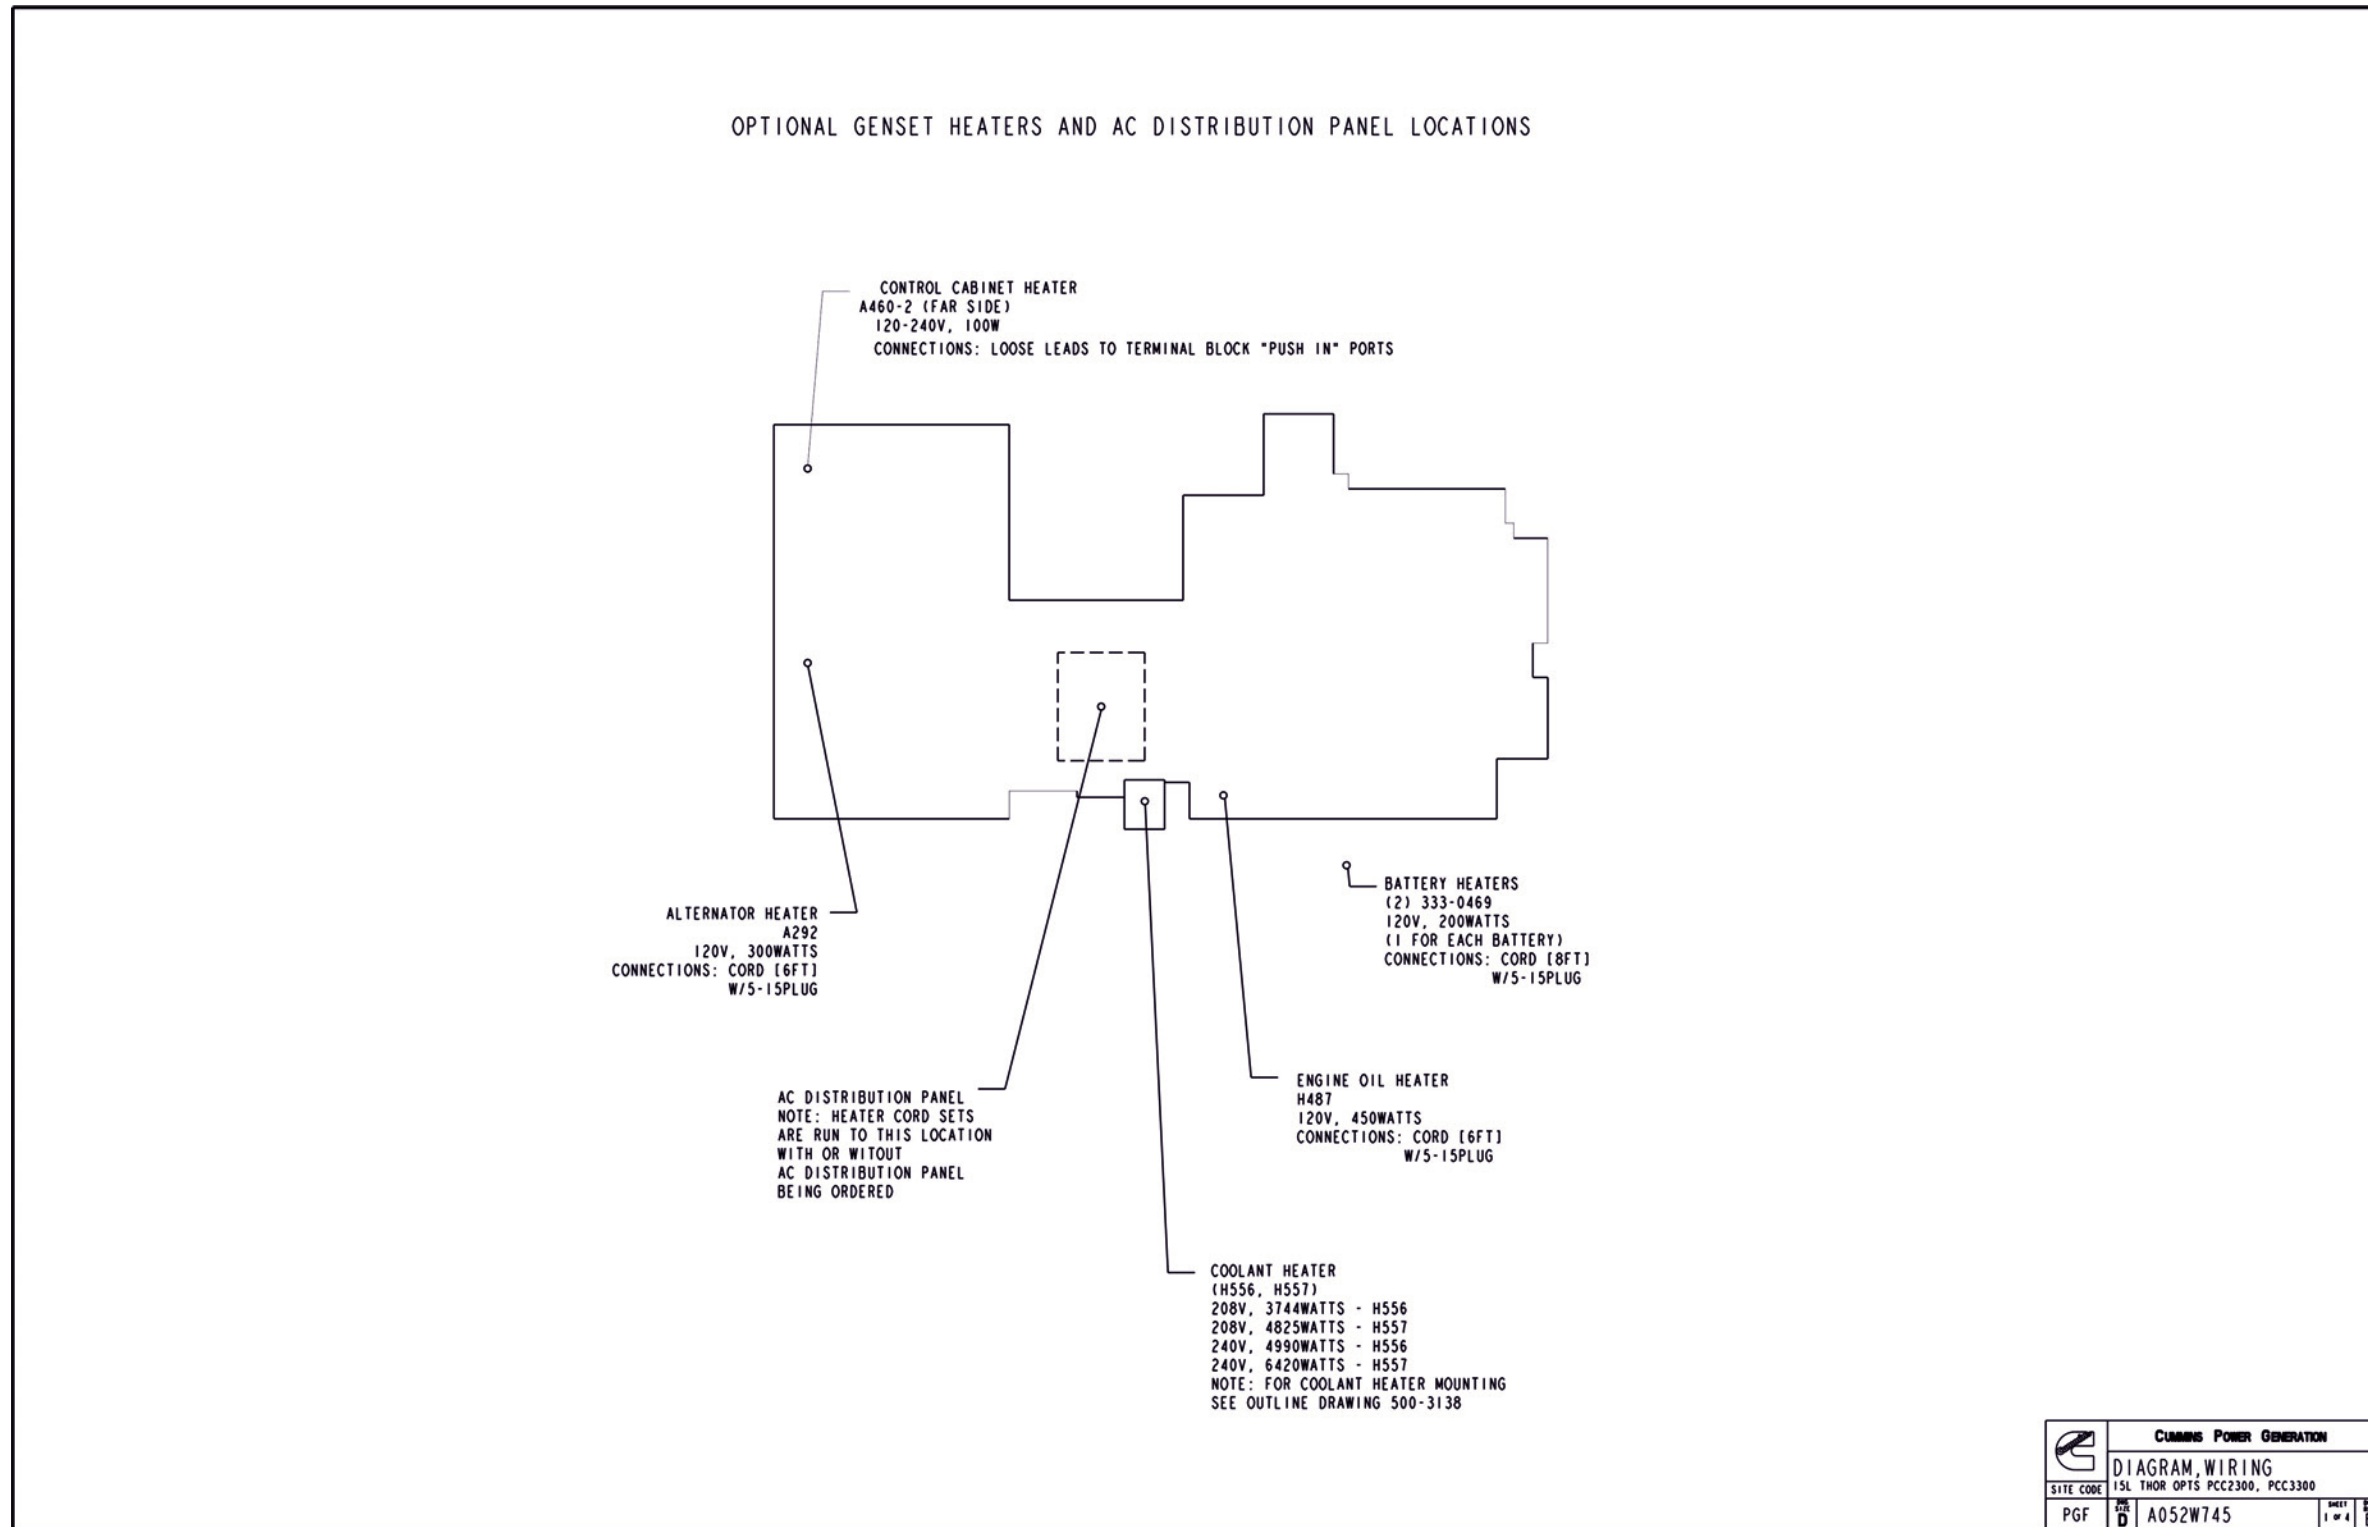 OPTIONAL GENSET HEATERS AND AC DISTRIBUTION PANEL LOCATIONS
CONTROL CABINET HEATER
A460-2 (FAR SIDE)
120-240V, 100W
CONNECTIONS: LOOSE LEADS TO TERMINAL BLOCK "PUSH IN" PORTS
ALTERNATOR HEATER
A292
120V, 300WATTS
CONNECTIONS: CORD [6FT]
W/5-15PLUG
BATTERY HEATERS
(2) 333-0469
120V, 200WATTS
(1 FOR EACH BATTERY)
CONNECTIONS: CORD [8FT]
W/5-15PLUG
AC DISTRIBUTION PANEL
NOTE: HEATER CORD SETS
ARE RUN TO THIS LOCATION
WITH OR WITOUT
AC DISTRIBUTION PANEL
BEING ORDERED
ENGINE OIL HEATER
H487
120V, 450WATTS
CONNECTIONS: CORD [6FT]
W/5-15PLUG
COOLANT HEATER
(H556, H557)
208V, 3744WATTS - H556
208V, 4825WATTS - H557
240V, 4990WATTS - H556
240V, 6420WATTS - H557
NOTE: FOR COOLANT HEATER MOUNTING
SEE OUTLINE DRAWING 500-3138
CUMMINS POWER GENERATION
DIAGRAM,WIRING
15L THOR OPTS PCC2300, PCC3300
SITE CODE
PGF
DWG SIZE
D
A052W745
SHEET
1 OF 4